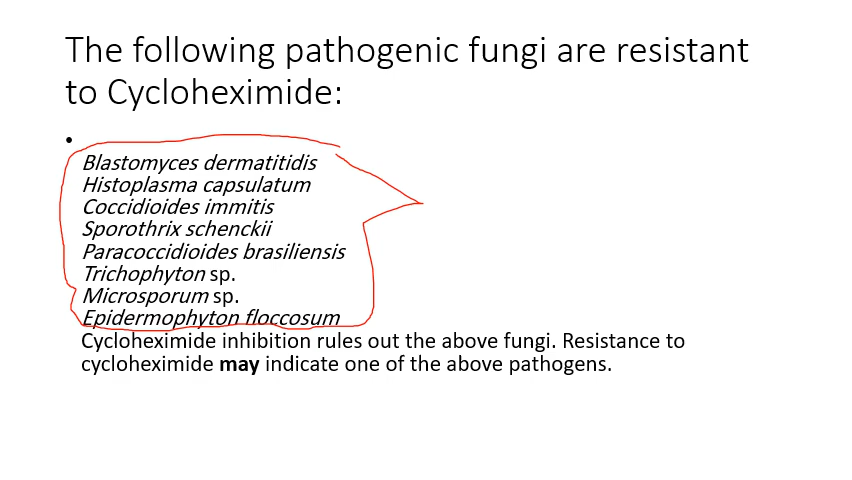 The following pathogenic fungi are resistant
to Cycloheximide:
•
Blastomyces dermatitidis
Histoplasma capsulatum
Coccidioides immitis
Sporothrix schenckii
Paracoccidioides brasiliensis
Trichophyton sp.
Microsporum sp.
Epidermophyton floccosum
Cycloheximide inhibition rules out the above fungi. Resistance to
cycloheximide may indicate one of the above pathogens.